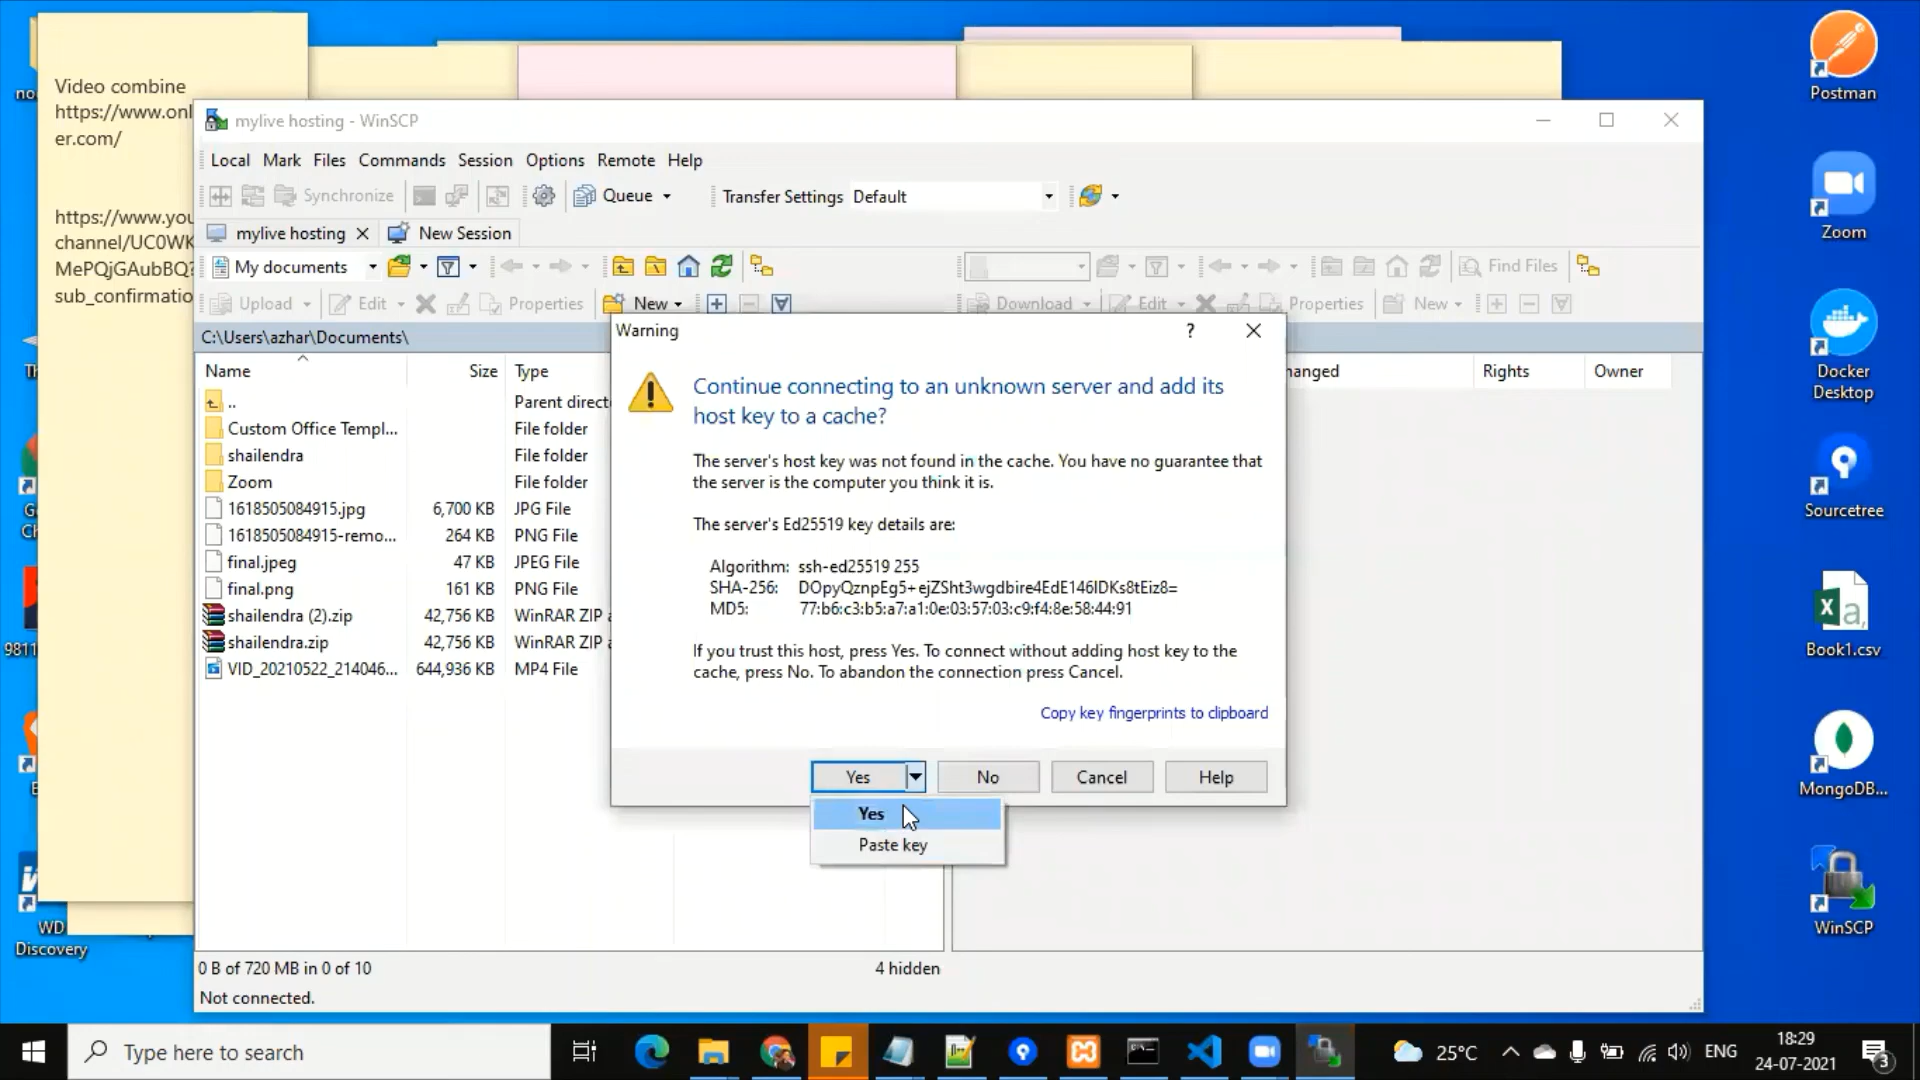 Video combine
https://www.onl
er.com/
https://www.you
channel/UC0WK
MePQjGAubBQ?
sub_confirmatio
mylive hosting - WinSCP
Local Mark Files Commands Session Options Remote Help
Synchronize
Queue
Transfer Settings Default
mylive hosting
New Session
My documents
Find Files
Upload Edit Properties New
Download Edit Properties New
C:\Users\azhar\Documents\
Name Size Type
hanged Rights Owner
.. Parent direct
Custom Office Templ... File folder
shailendra File folder
Zoom File folder
1618505084915.jpg 6,700 KB JPG File
1618505084915-remo... 264 KB PNG File
final.jpeg 47 KB JPEG File
final.png 161 KB PNG File
shailendra (2).zip 42,756 KB WinRAR ZIP a
shailendra.zip 42,756 KB WinRAR ZIP a
VID_20210522_214046... 644,936 KB MP4 File
Warning
?
Continue connecting to an unknown server and add its
host key to a cache?
The server's host key was not found in the cache. You have no guarantee that
the server is the computer you think it is.
The server's Ed25519 key details are:
Algorithm: ssh-ed25519 255
SHA-256: DOpyQznpEg5+ejZSht3wgdbire4EdE146lDKs8tEiz8=
MD5: 77:b6:c3:b5:a7:a1:0e:03:57:03:c9:f4:8e:58:44:91
If you trust this host, press Yes. To connect without adding host key to the
cache, press No. To abandon the connection press Cancel.
Copy key fingerprints to clipboard
Yes No Cancel Help
Yes
Paste key
0 B of 720 MB in 0 of 10
4 hidden
Not connected.
Postman
Zoom
Docker
Desktop
Sourcetree
Book1.csv
MongoDB...
WinSCP
9811
WD
Discovery
Type here to search
25°C
ENG
18:29
24-07-2021
3